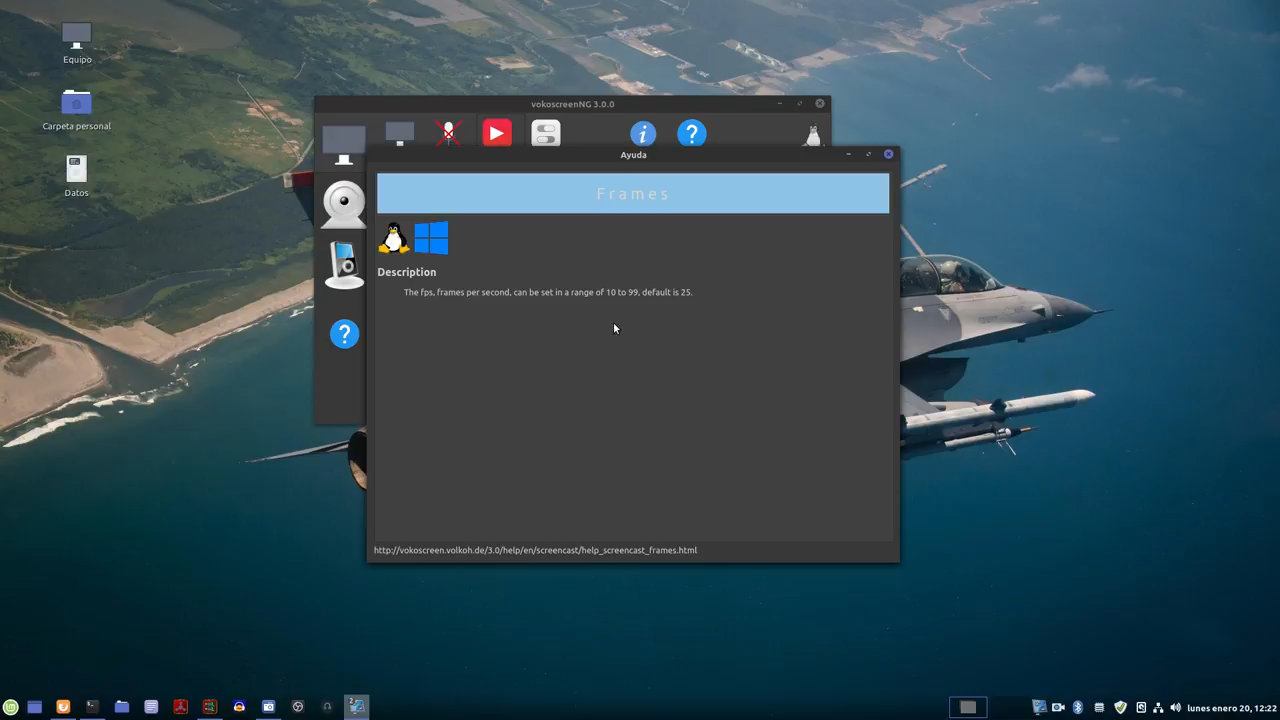 Equipo
Carpeta personal
Datos
vokoscreenNG 3.0.0
Ayuda
Frames
Description
The fps, frames per second, can be set in a range of 10 to 99, default is 25.
http://vokoscreen.volkoh.de/3.0/help/en/screencast/help_screencast_frames.html
lunes enero 20, 12:22